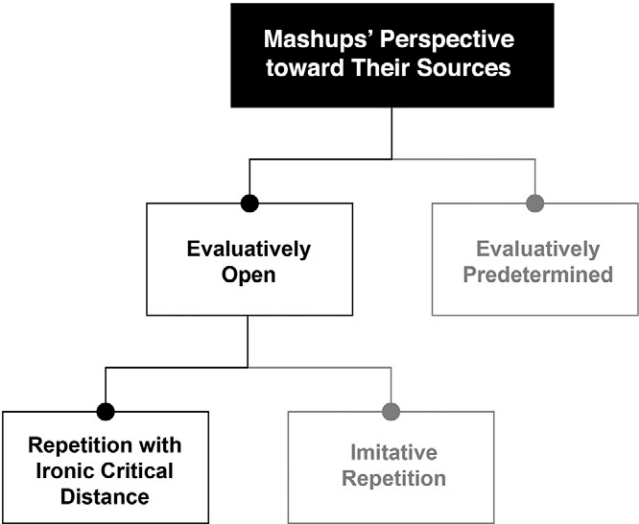 Mashups’ Perspective
toward Their Sources
Evaluatively
Open
Evaluatively
Predetermined
Repetition with
Ironic Critical
Distance
Imitative
Repetition